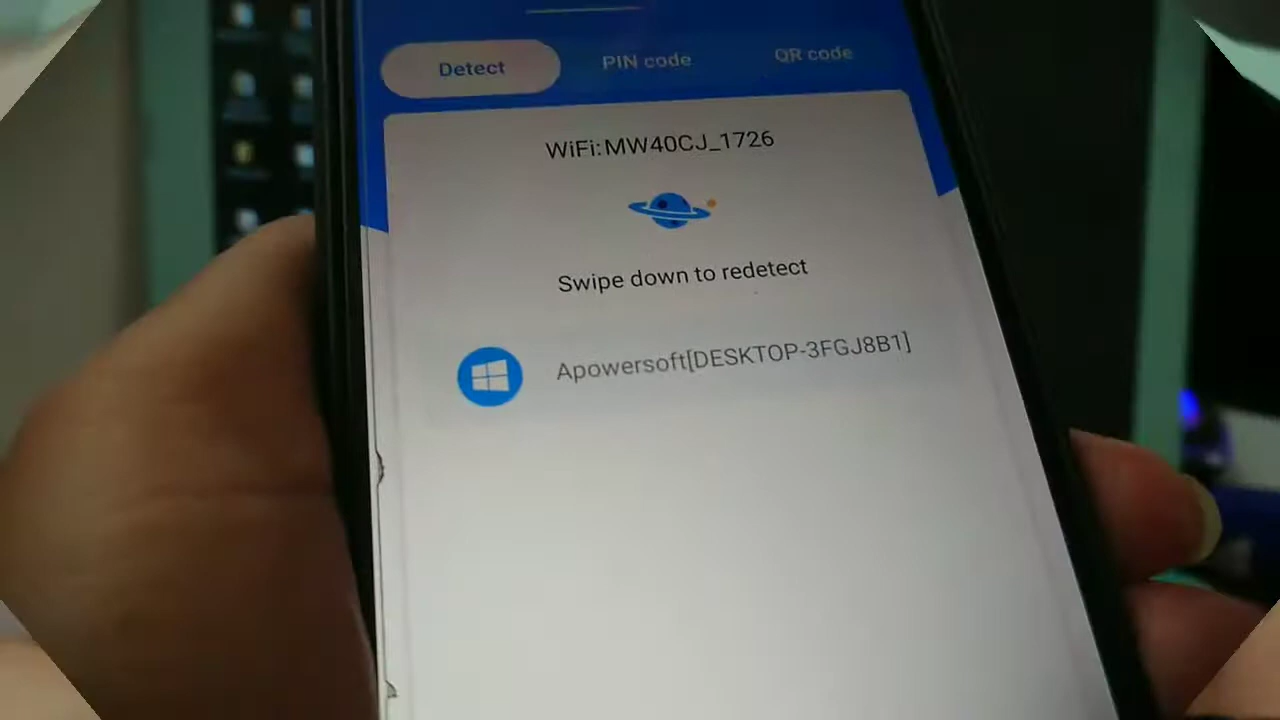 Detect PIN code QR code
WiFi:MW40CJ_1726
Swipe down to redetect
Apowersoft[DESKTOP-3FGJ8B1]